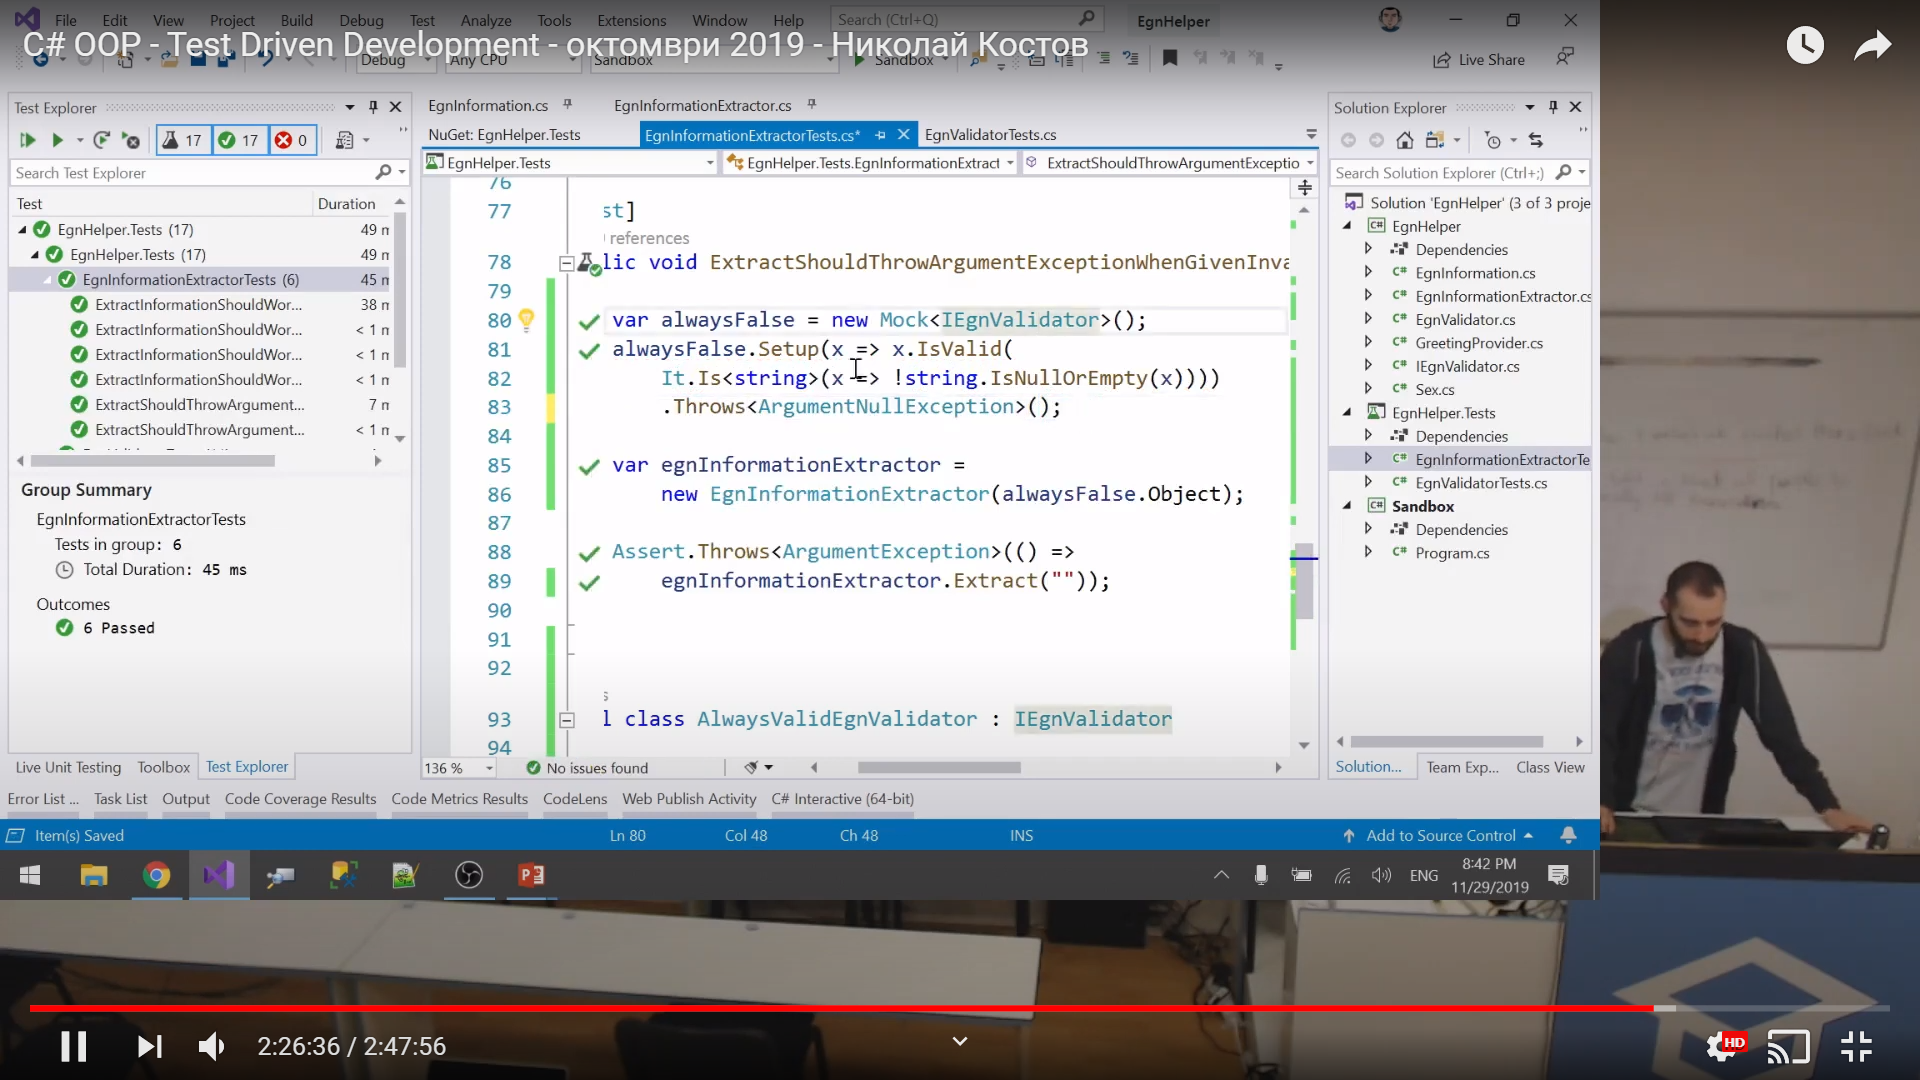 File Edit View Project Build Debug Test Analyze Tools Extensions Window Help Search (Ctrl+Q) EgnHelper
C# OOP - Test Driven Development - октомври 2019 - Николай Костов
Debug Any CPU Sandbox Sandbox Live Share
Test Explorer
17 17 0
Search Test Explorer
Test Duration
EgnHelper.Tests (17) 49 m
EgnHelper.Tests (17) 49 m
EgnInformationExtractorTests (6) 45 m
ExtractInformationShouldWor... 38 m
ExtractInformationShouldWor... < 1 m
ExtractInformationShouldWor... < 1 m
ExtractInformationShouldWor... < 1 m
ExtractShouldThrowArgument... 7 m
ExtractShouldThrowArgument... < 1 m
Group Summary
EgnInformationExtractorTests
Tests in group: 6
Total Duration: 45 ms
Outcomes
6 Passed
Live Unit Testing Toolbox Test Explorer
EgnInformation.cs EgnInformationExtractor.cs
NuGet: EgnHelper.Tests EgnInformationExtractorTests.cs* EgnValidatorTests.cs
EgnHelper.Tests EgnHelper.Tests.EgnInformationExtract ExtractShouldThrowArgumentExceptio
76
77 st]
references
78 lic void ExtractShouldThrowArgumentExceptionWhenGivenInva
79
80 var alwaysFalse = new Mock<IEgnValidator>();
81 alwaysFalse.Setup(x => x.IsValid(
82 It.Is<string>(x => !string.IsNullOrEmpty(x))))
83 .Throws<ArgumentNullException>();
84
85 var egnInformationExtractor =
86 new EgnInformationExtractor(alwaysFalse.Object);
87
88 Assert.Throws<ArgumentException>(() =>
89 egnInformationExtractor.Extract(""));
90
91
92
s
93 l class AlwaysValidEgnValidator : IEgnValidator
94
136 % No issues found
Solution Explorer
Search Solution Explorer (Ctrl+;)
Solution 'EgnHelper' (3 of 3 proje
EgnHelper
Dependencies
EgnInformation.cs
EgnInformationExtractor.cs
EgnValidator.cs
GreetingProvider.cs
IEgnValidator.cs
Sex.cs
EgnHelper.Tests
Dependencies
EgnInformationExtractorTe
EgnValidatorTests.cs
Sandbox
Dependencies
Program.cs
Solution... Team Exp... Class View
Error List ... Task List Output Code Coverage Results Code Metrics Results CodeLens Web Publish Activity C# Interactive (64-bit)
Item(s) Saved Ln 80 Col 48 Ch 48 INS Add to Source Control
ENG 8:42 PM
11/29/2019
2:26:36 / 2:47:56 HD